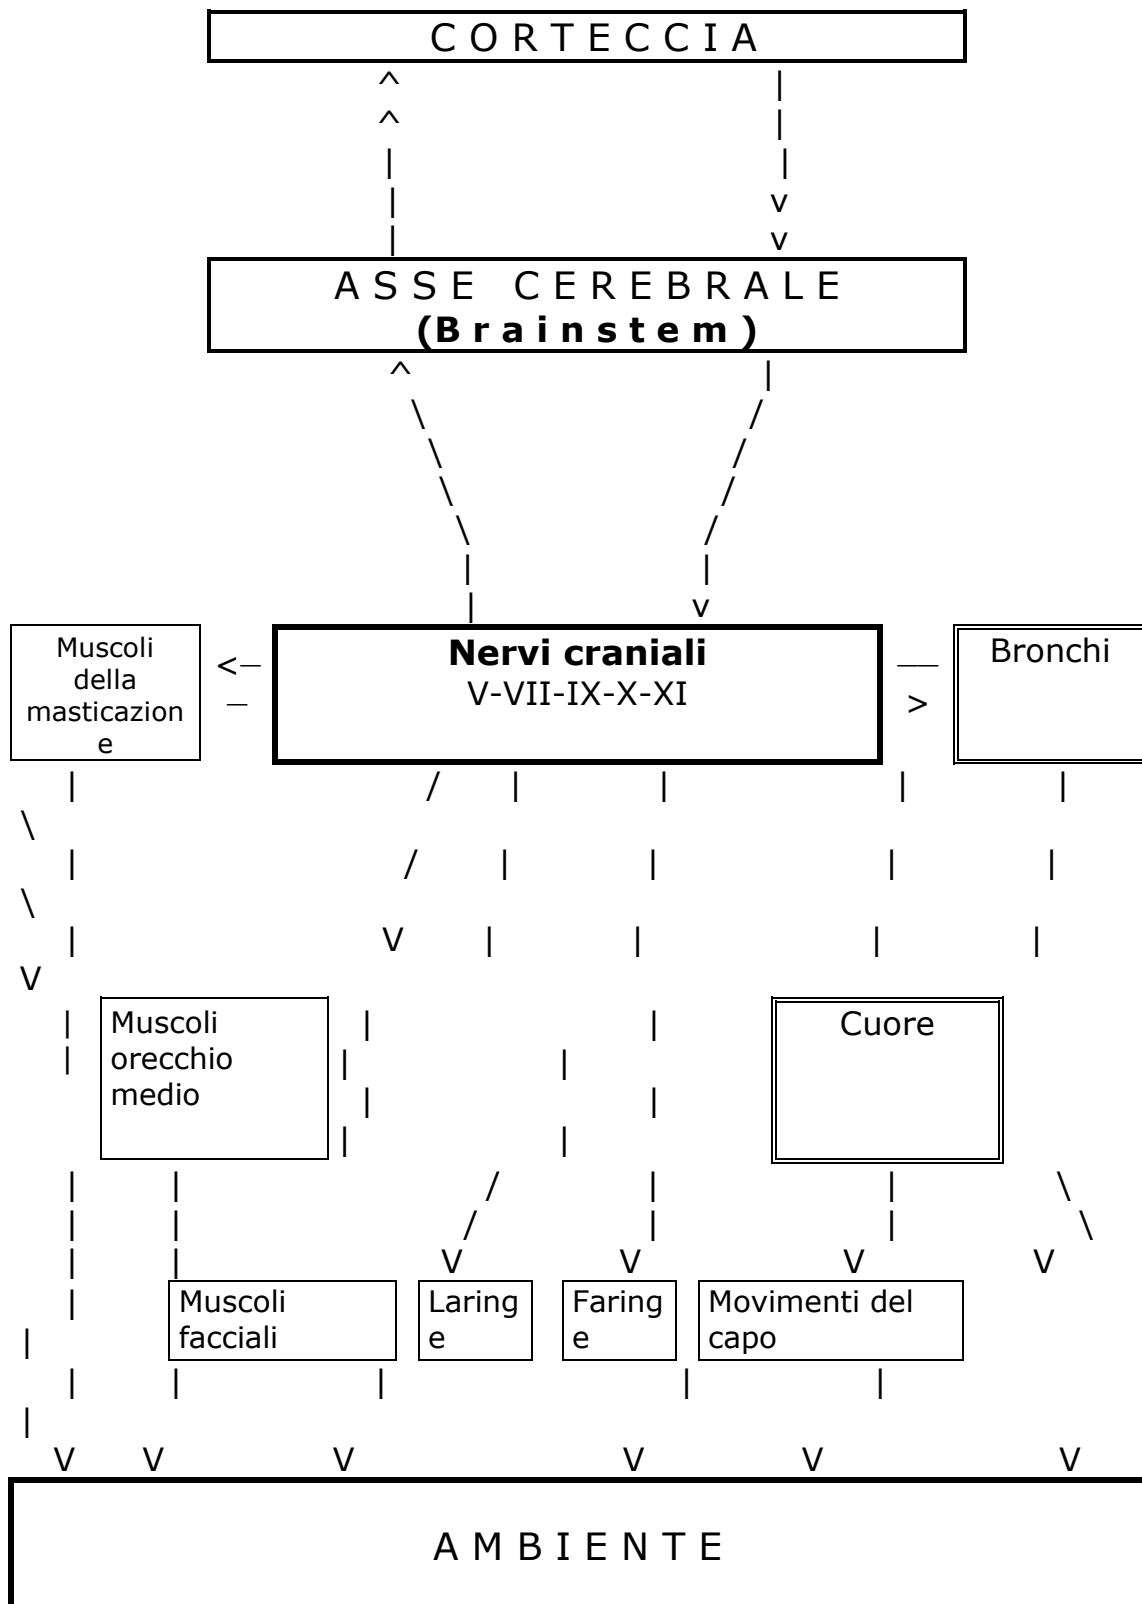 C O R T E C C I A
A S S E  C E R E B R A L E
(B r a i n s t e m )
Muscoli
della
masticazion
e
Nervi craniali
V-VII-IX-X-XI
Bronchi
Muscoli
orecchio
medio
Cuore
Muscoli
facciali
Laring
e
Faring
e
Movimenti del
capo
A M B I E N T E